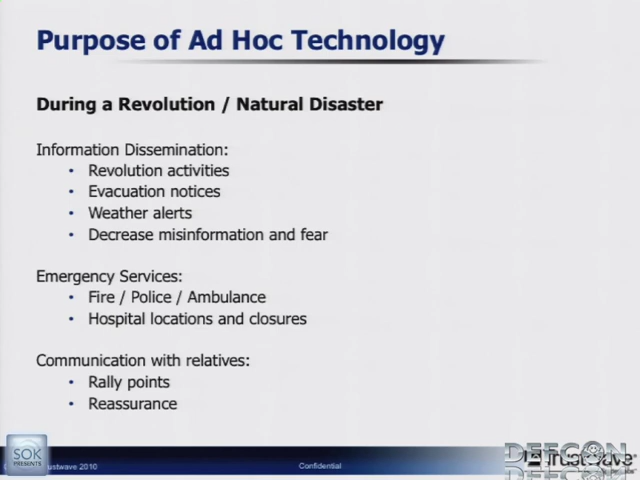 Purpose of Ad Hoc Technology
During a Revolution / Natural Disaster
Information Dissemination:
• Revolution activities
• Evacuation notices
• Weather alerts
• Decrease misinformation and fear
Emergency Services:
• Fire / Police / Ambulance
• Hospital locations and closures
Communication with relatives:
• Rally points
• Reassurance
SOK
PRESENTS
Trustwave 2010
Confidential
DEFCON
Trustwave